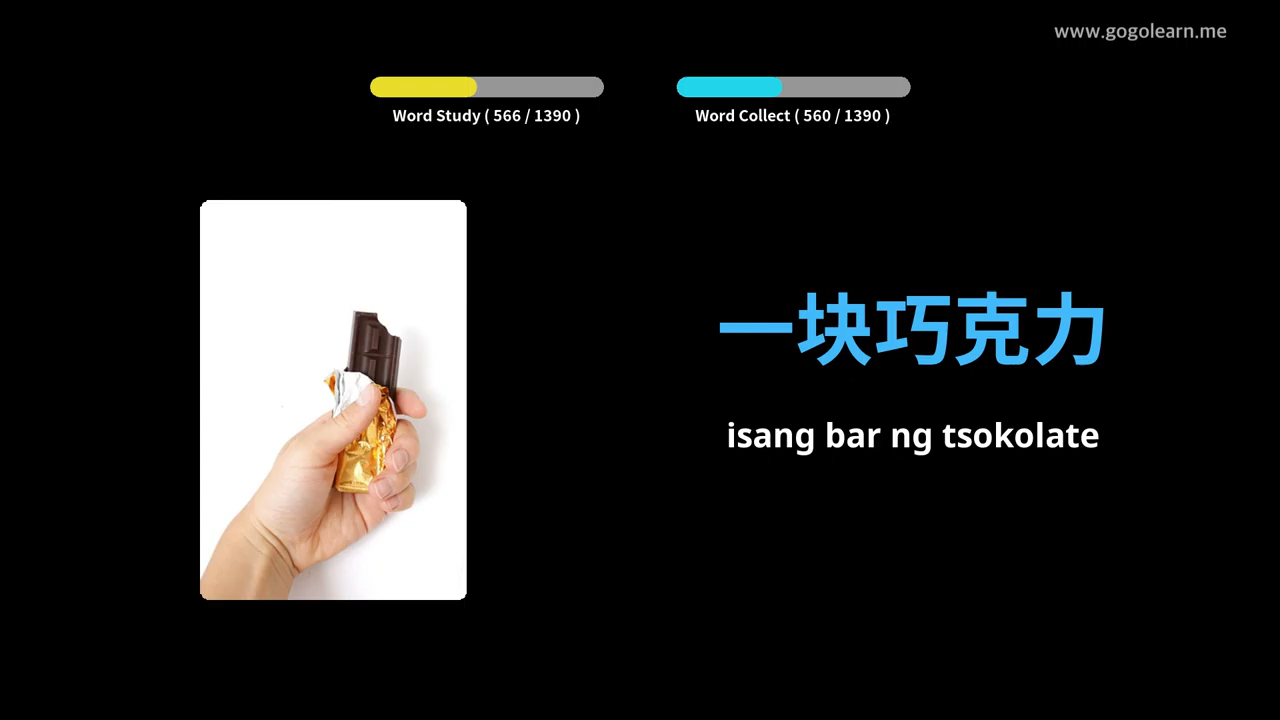 www.gogolearn.me
Word Study ( 566 / 1390 )
Word Collect ( 560 / 1390 )
一块巧克力
isang bar ng tsokolate